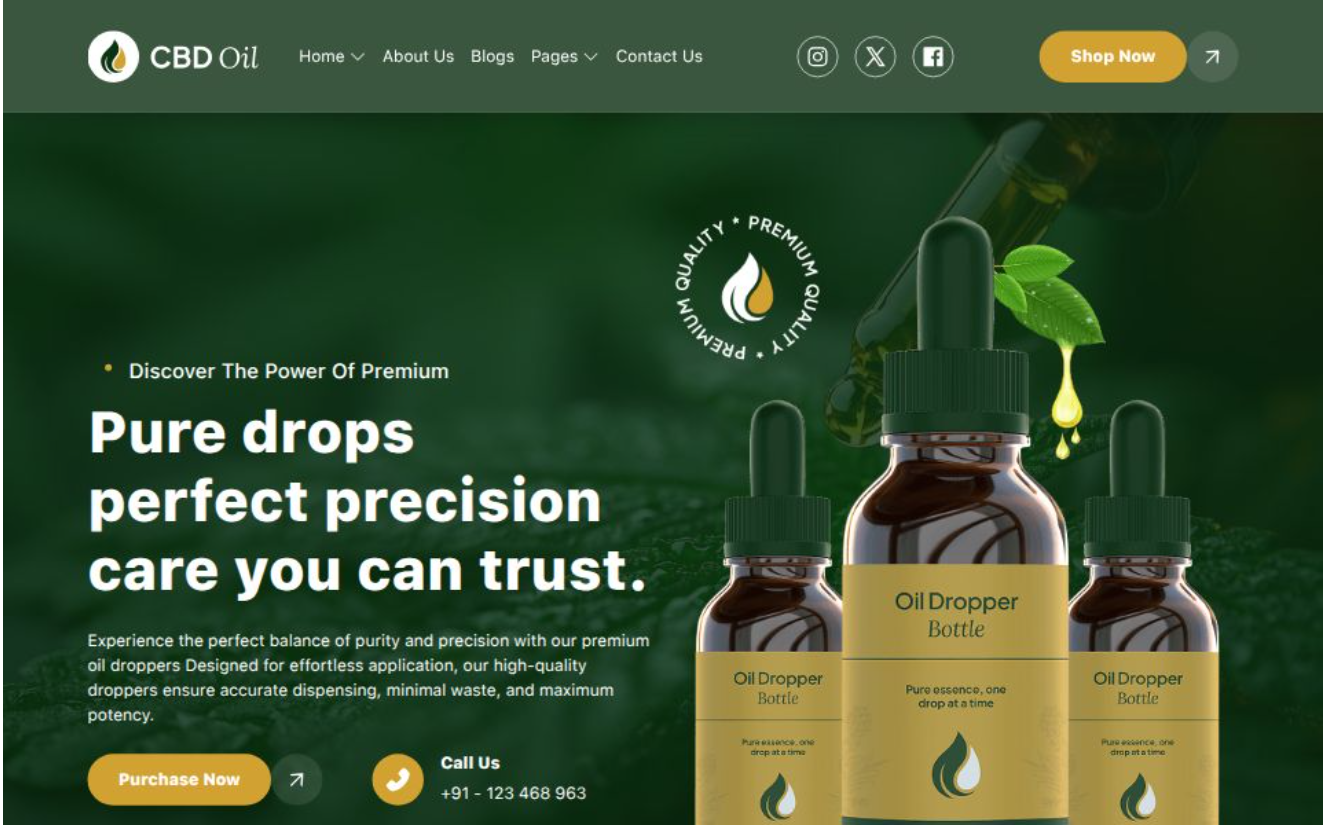 CBD Oil
Home
About Us
Blogs
Pages
Contact Us
Shop Now
PREMIUM QUALITY * PREMIUM QUALITY *
Discover The Power Of Premium
Pure drops
perfect precision
care you can trust.
Experience the perfect balance of purity and precision with our premium
oil droppers Designed for effortless application, our high-quality
droppers ensure accurate dispensing, minimal waste, and maximum
potency.
Purchase Now
Call Us
+91 - 123 468 963
Oil Dropper
Bottle
Pure essence, one
drop at a time
Oil Dropper
Bottle
Pure essence, one
drop at a time
Oil Dropper
Bottle
Pure essence, one
drop at a time